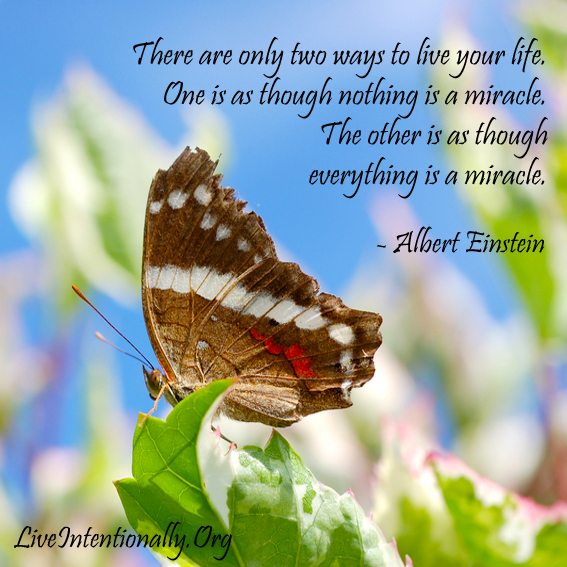 There are only two ways to live your life.
One is as though nothing is a miracle.
The other is as though
everything is a miracle.
~ Albert Einstein
LiveIntentionally.Org